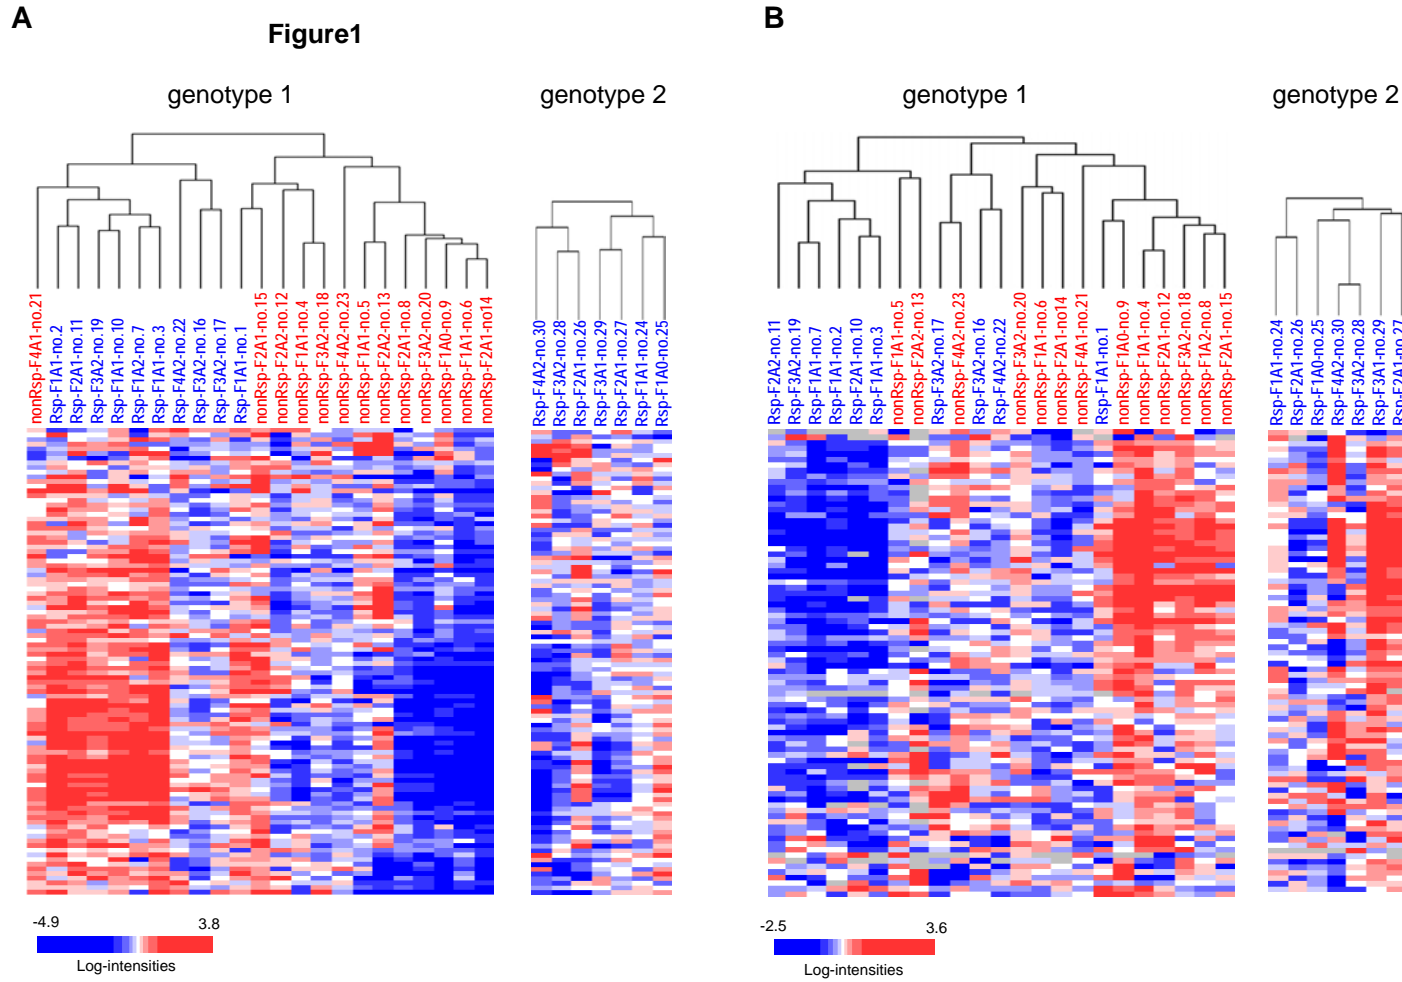 A
Figure1
genotype 1
genotype 2
nonRsp-F4A1-no.21
Rsp-F1A1-no.2
Rsp-F2A1-no.11
Rsp-F3A2-no.19
Rsp-F1A1-no.10
Rsp-F1A2-no.7
Rsp-F1A1-no.3
Rsp-F4A2-no.22
Rsp-F3A2-no.16
Rsp-F3A2-no.17
Rsp-F1A1-no.1
nonRsp-F2A1-no.15
nonRsp-F2A2-no.12
nonRsp-F1A1-no.4
nonRsp-F3A2-no.18
nonRsp-F4A2-no.23
nonRsp-F1A1-no.5
nonRsp-F2A2-no.13
nonRsp-F2A1-no.8
nonRsp-F3A2-no.20
nonRsp-F1A0-no.9
nonRsp-F1A1-no.6
nonRsp-F2A1-no14
Rsp-F4A2-no.30
Rsp-F3A2-no.28
Rsp-F2A1-no.26
Rsp-F3A1-no.29
Rsp-F2A1-no.27
Rsp-F1A1-no.24
Rsp-F1A0-no.25
-4.9
3.8
Log-intensities
B
genotype 1
genotype 2
Rsp-F2A2-no.11
Rsp-F3A2-no.19
Rsp-F1A1-no.7
Rsp-F1A1-no.2
Rsp-F2A1-no.10
Rsp-F1A1-no.3
nonRsp-F1A1-no.5
nonRsp-F2A2-no.13
Rsp-F3A2-no.17
nonRsp-F4A2-no.23
Rsp-F3A2-no.16
Rsp-F4A2-no.22
nonRsp-F3A2-no.20
nonRsp-F1A1-no.6
nonRsp-F2A1-no.14
nonRsp-F4A1-no.21
Rsp-F1A1-no.1
nonRsp-F1A0-no.9
nonRsp-F1A1-no.4
nonRsp-F2A1-no.12
nonRsp-F3A2-no.18
nonRsp-F1A2-no.8
nonRsp-F2A1-no.15
Rsp-F1A1-no.24
Rsp-F2A1-no.26
Rsp-F1A0-no.25
Rsp-F4A2-no.30
Rsp-F3A2-no.28
Rsp-F3A1-no.29
Rsp-F2A1-no.27
-2.5
3.6
Log-intensities